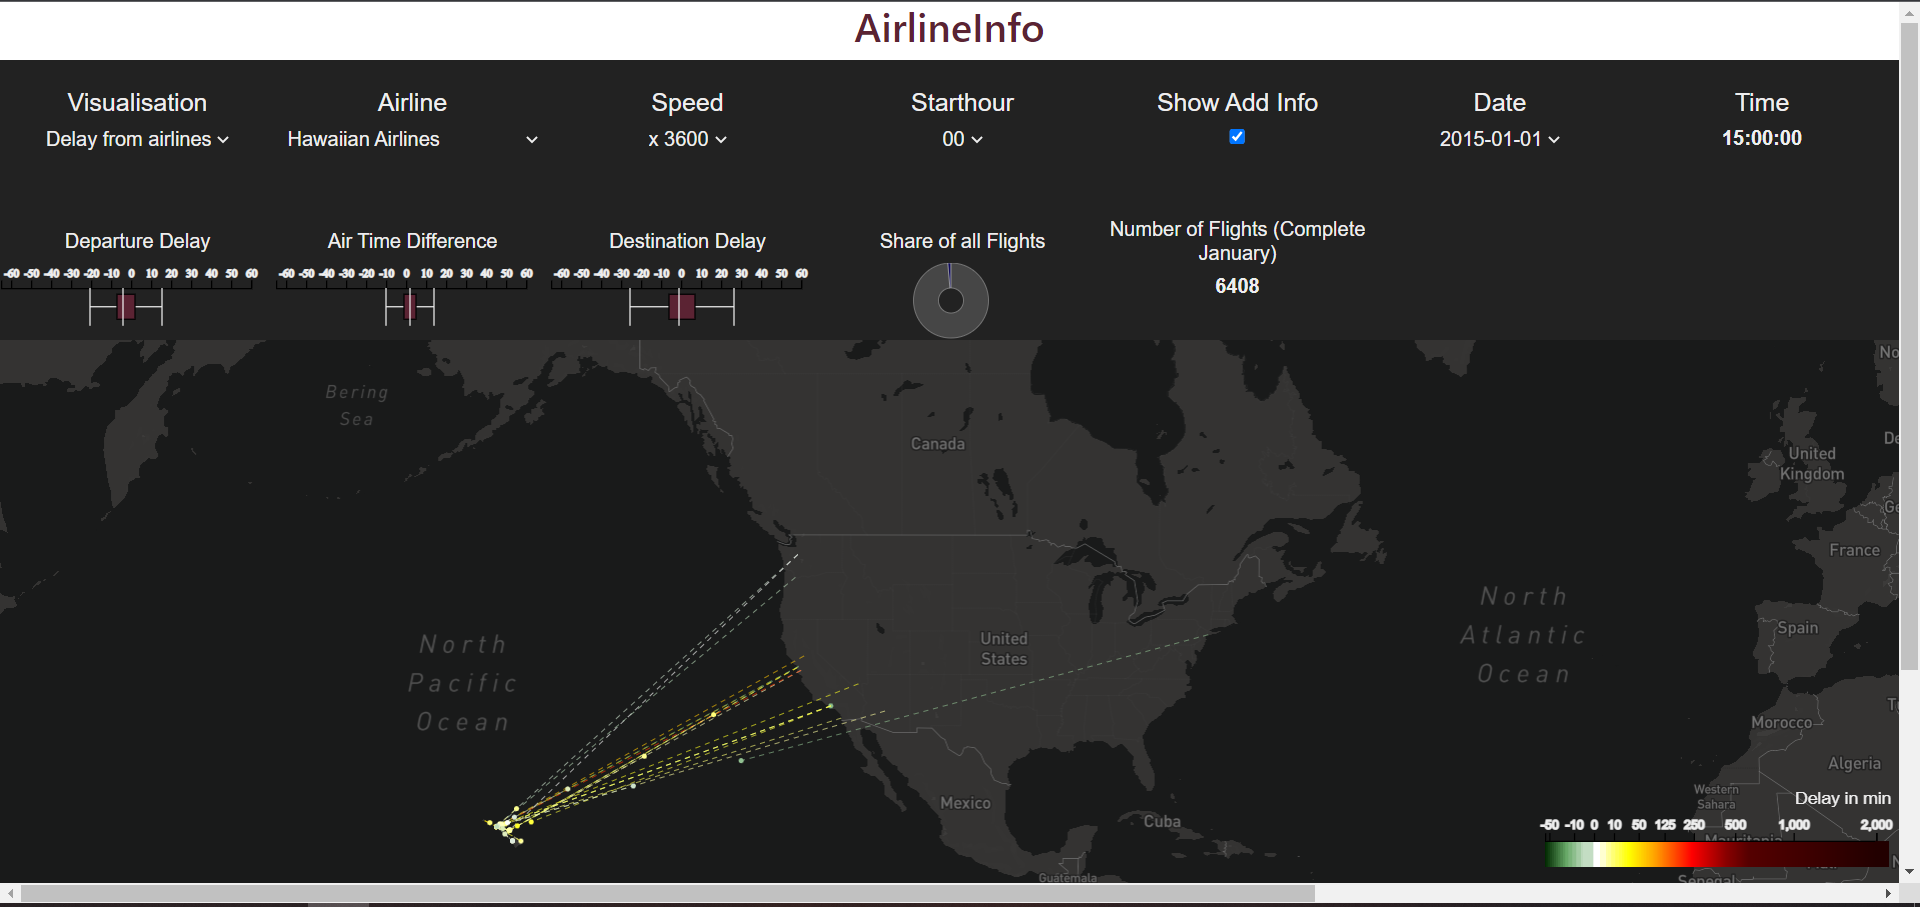 AirlineInfo
Visualisation Airline Speed Starthour Show Add Info Date Time
Delay from airlines Hawaiian Airlines x 3600 00 2015-01-01 15:00:00
Departure Delay Air Time Difference Destination Delay Share of all Flights Number of Flights (Complete
January)
6408
-60 -50 -40 -30 -20 -10 0 10 20 30 40 50 60 -60 -50 -40 -30 -20 -10 0 10 20 30 40 50 60 -60 -50 -40 -30 -20 -10 0 10 20 30 40 50 60
Bering
Sea
Canada
United
Kingdom
France
Spain
North
Pacific
Ocean
United
States
North
Atlantic
Ocean
Morocco
Algeria
Western
Sahara
Mexico
Cuba
Guatemala
Mauritania
Senegal
Delay in min
-50 -10 0 10 50 125 250 500 1,000 2,000